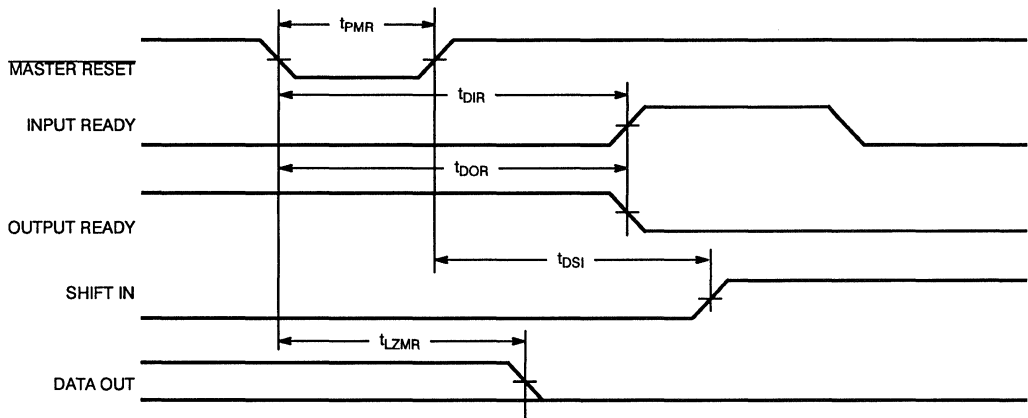 tPMR
MASTER RESET
tDIR
INPUT READY
tDOR
OUTPUT READY
tDSI
SHIFT IN
tLZMR
DATA OUT